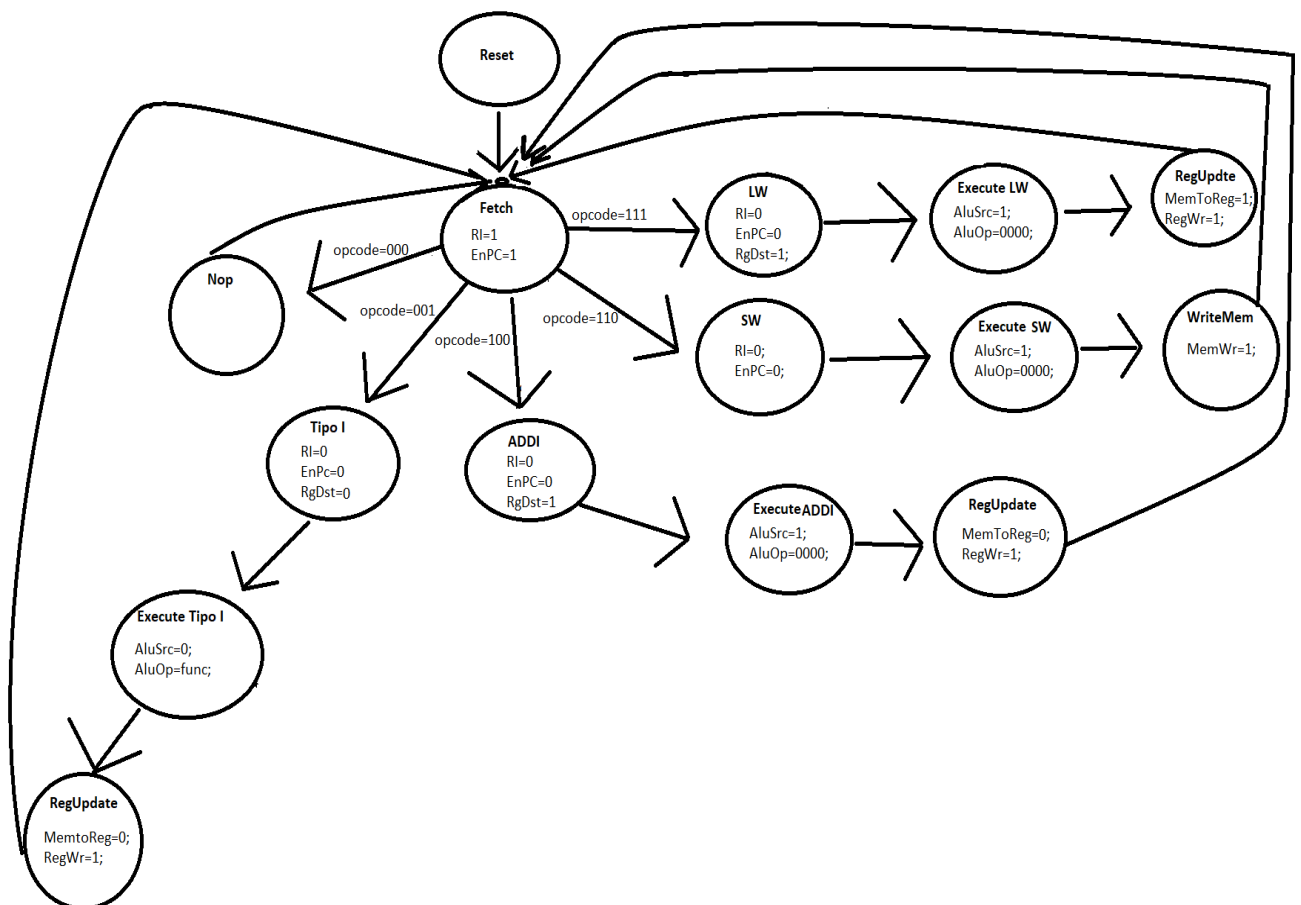 Reset
Fetch
RI=1
EnPC=1
opcode=111
opcode=000
opcode=001
opcode=100
opcode=110
Nop
LW
RI=0
EnPC=0
RgDst=1;
Execute LW
AluSrc=1;
AluOp=0000;
RegUpdte
MemToReg=1;
RegWr=1;
SW
RI=0;
EnPC=0;
Execute SW
AluSrc=1;
AluOp=0000;
WriteMem
MemWr=1;
Tipo I
RI=0
EnPc=0
RgDst=0
ADDI
RI=0
EnPC=0
RgDst=1
Execute ADDI
AluSrc=1;
AluOp=0000;
RegUpdate
MemToReg=0;
RegWr=1;
Execute Tipo I
AluSrc=0;
AluOp=func;
RegUpdate
MemtoReg=0;
RegWr=1;